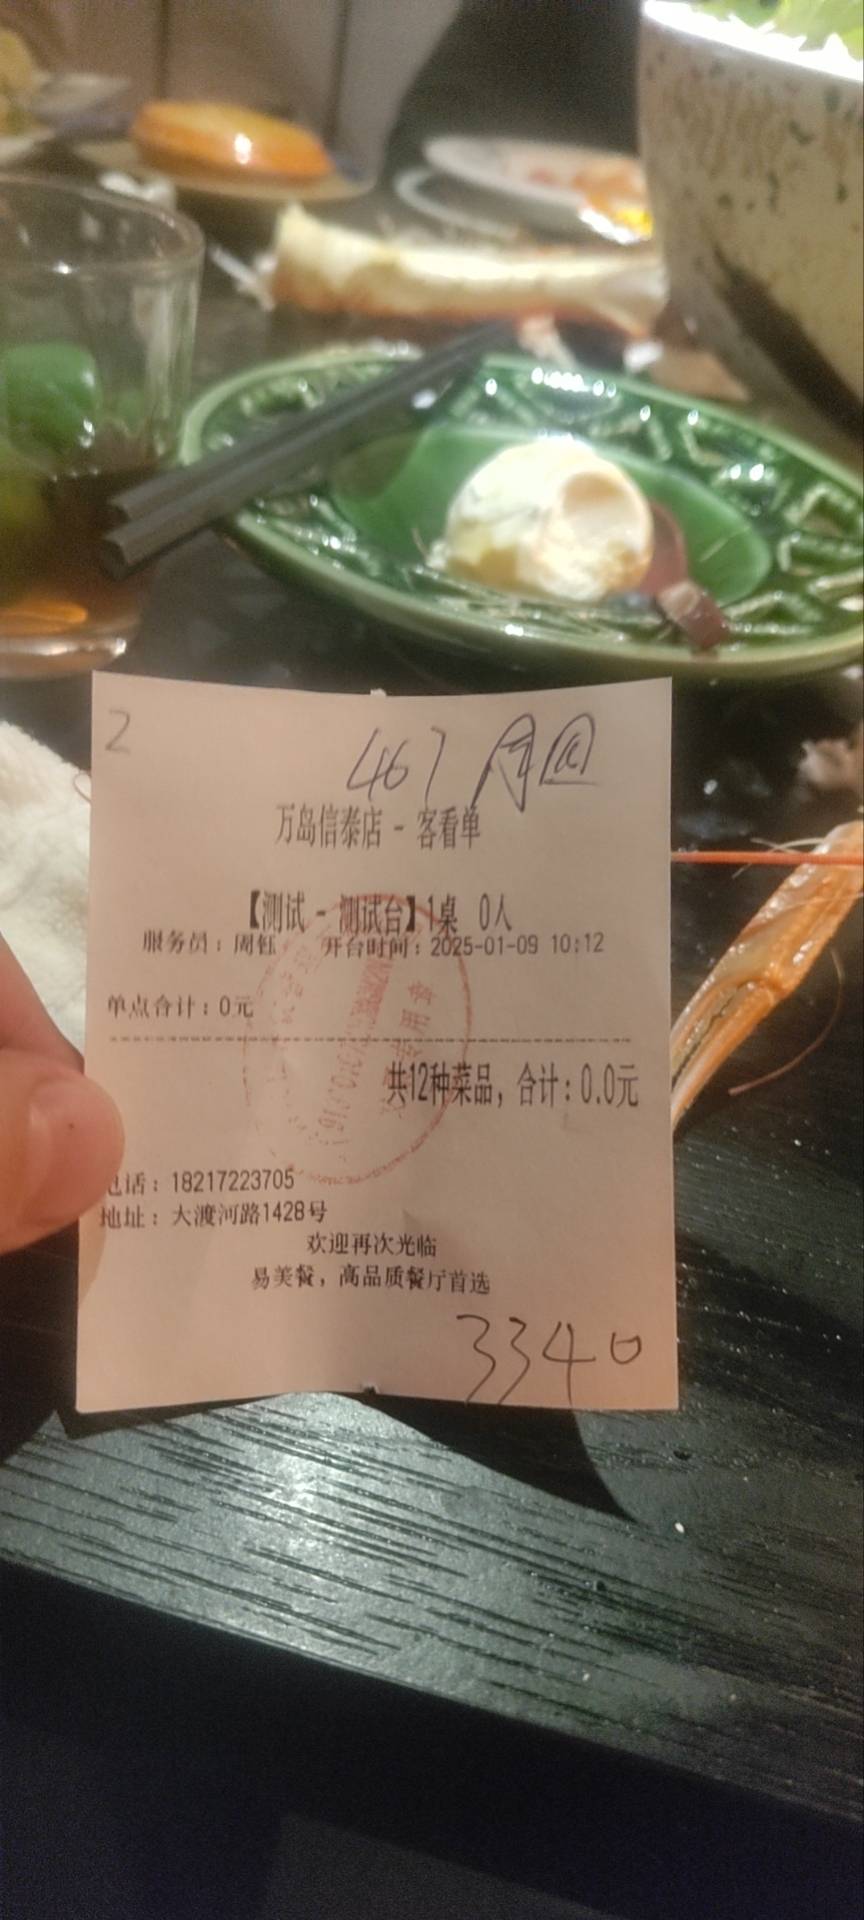 2
467
万岛信泰店 - 客看单
【测试 - 测试台】1桌 0人
服务员：周钰 开台时间：2025-01-09 10:12
单点合计：0元
共12种菜品，合计：0.0元
电话：18217223705
地址：大渡河路1428号
欢迎再次光临
易美餐，高品质餐厅首选
3340